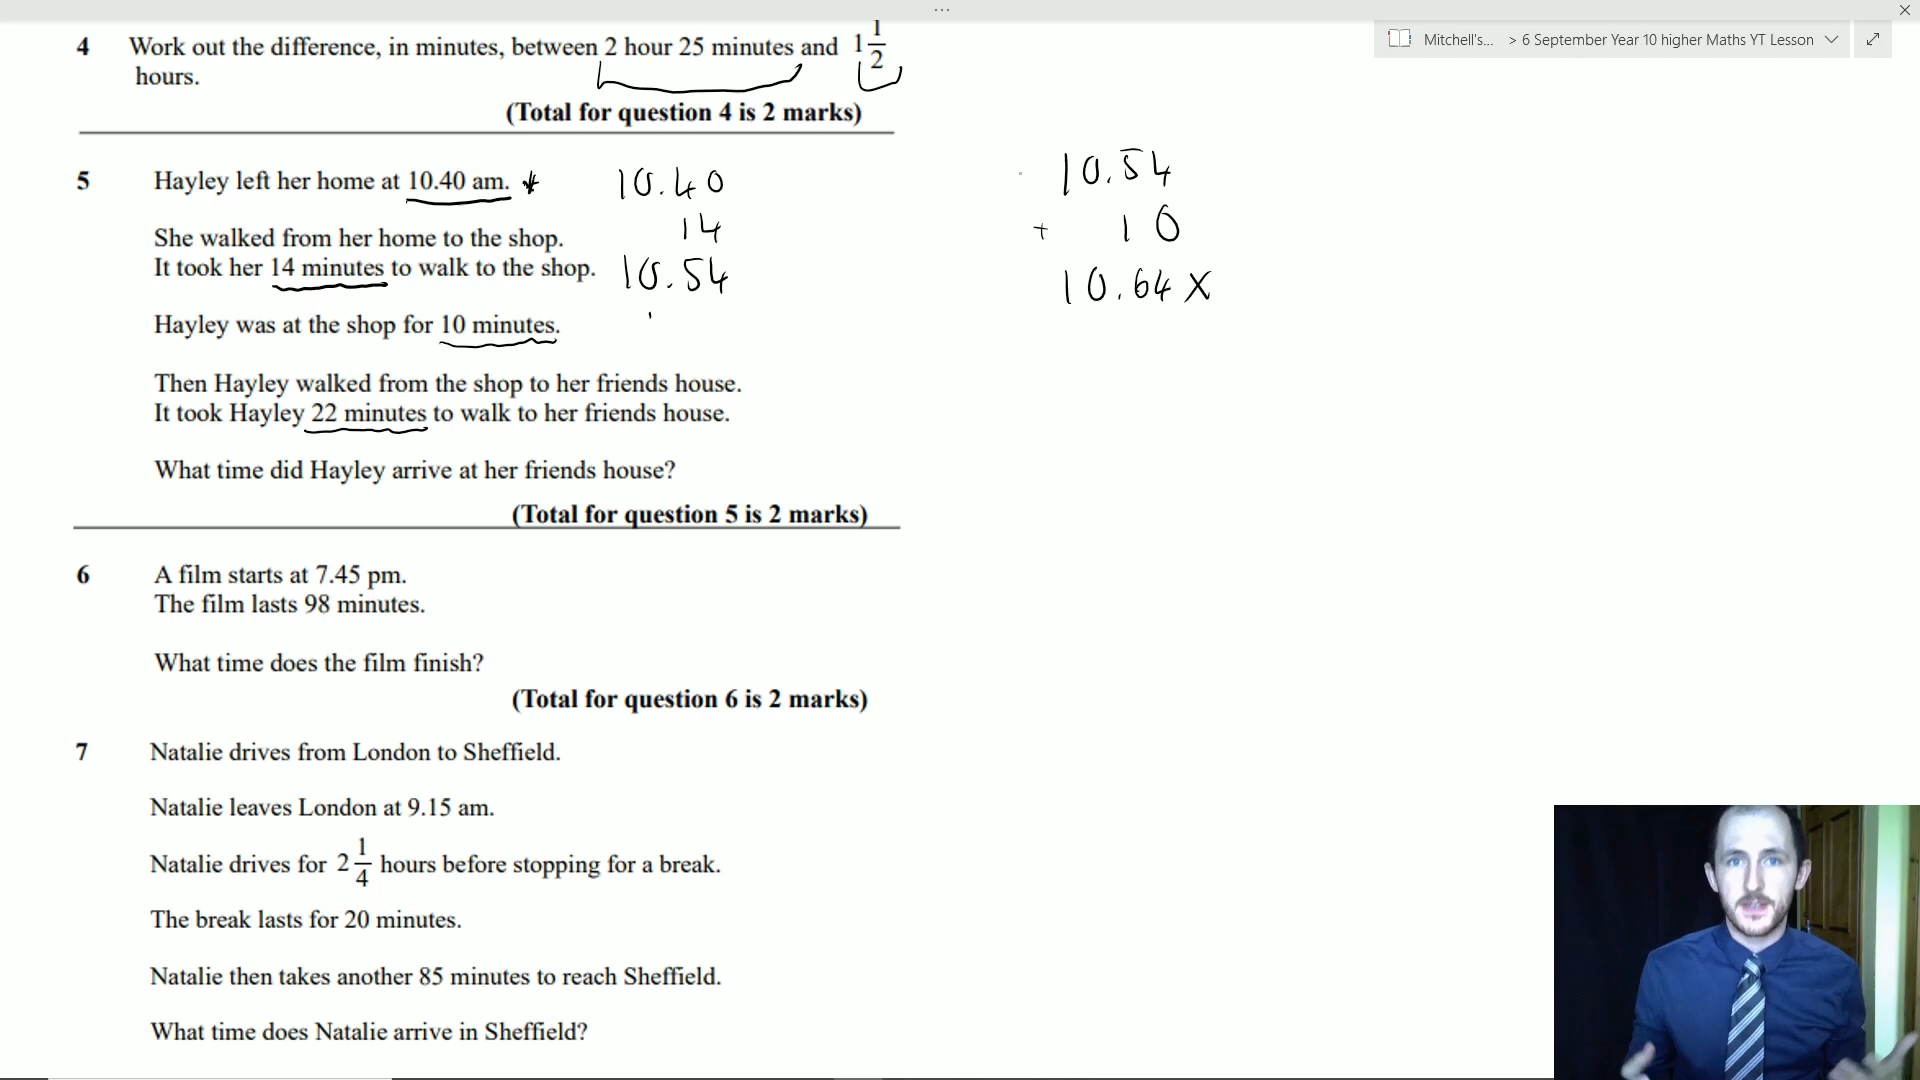 Mitchell's... > 6 September Year 10 higher Maths YT Lesson
4 Work out the difference, in minutes, between 2 hour 25 minutes and 1 1/2
hours.
(Total for question 4 is 2 marks)
5 Hayley left her home at 10.40 am. *
She walked from her home to the shop.
It took her 14 minutes to walk to the shop.
Hayley was at the shop for 10 minutes.
Then Hayley walked from the shop to her friends house.
It took Hayley 22 minutes to walk to her friends house.
What time did Hayley arrive at her friends house?
(Total for question 5 is 2 marks)
10.40
14
10.54
10.54
+ 10
10.64 X
6 A film starts at 7.45 pm.
The film lasts 98 minutes.
What time does the film finish?
(Total for question 6 is 2 marks)
7 Natalie drives from London to Sheffield.
Natalie leaves London at 9.15 am.
Natalie drives for 2 1/4 hours before stopping for a break.
The break lasts for 20 minutes.
Natalie then takes another 85 minutes to reach Sheffield.
What time does Natalie arrive in Sheffield?